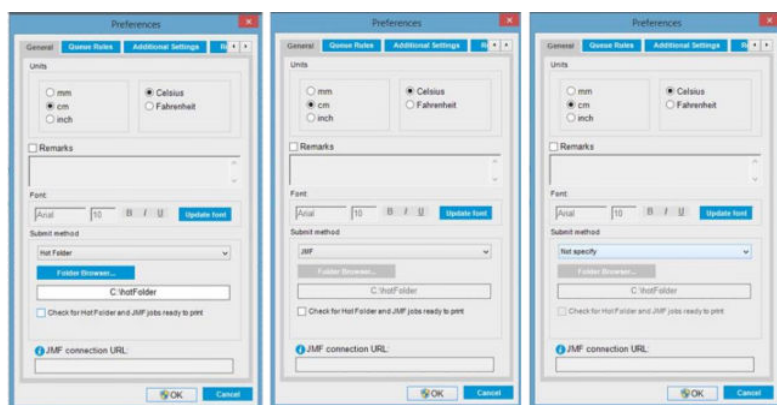 Preferences
General Queue Rules Additional Settings
Units
mm
cm
inch
Celsius
Fahrenheit
Remarks
Font:
Arial 10 B I U Update font
Submit method
Hot Folder
Folder Browser...
C:\hotFolder
Check for Hot Folder and JMF jobs ready to print
JMF connection URL:
OK Cancel
Preferences
General Queue Rules Additional Settings
Units
mm
cm
inch
Celsius
Fahrenheit
Remarks
Font:
Arial 10 B I U Update font
Submit method
JMF
Folder Browser...
C:\hotFolder
Check for Hot Folder and JMF jobs ready to print
JMF connection URL:
OK Cancel
Preferences
General Queue Rules Additional Settings
Units
mm
cm
inch
Celsius
Fahrenheit
Remarks
Font:
Arial 10 B I U Update font
Submit method
Not specify
Folder Browser...
C:\hotFolder
Check for Hot Folder and JMF jobs ready to print
JMF connection URL:
OK Cancel